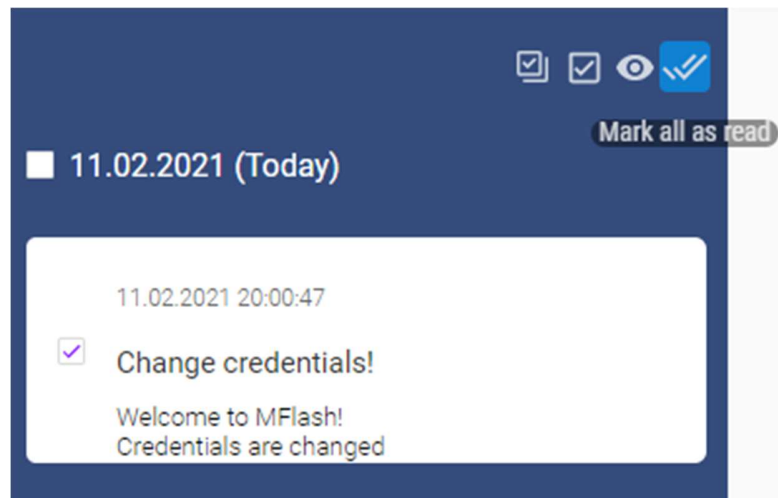 Mark all as read
11.02.2021 (Today)
11.02.2021 20:00:47
Change credentials!
Welcome to MFlash!
Credentials are changed